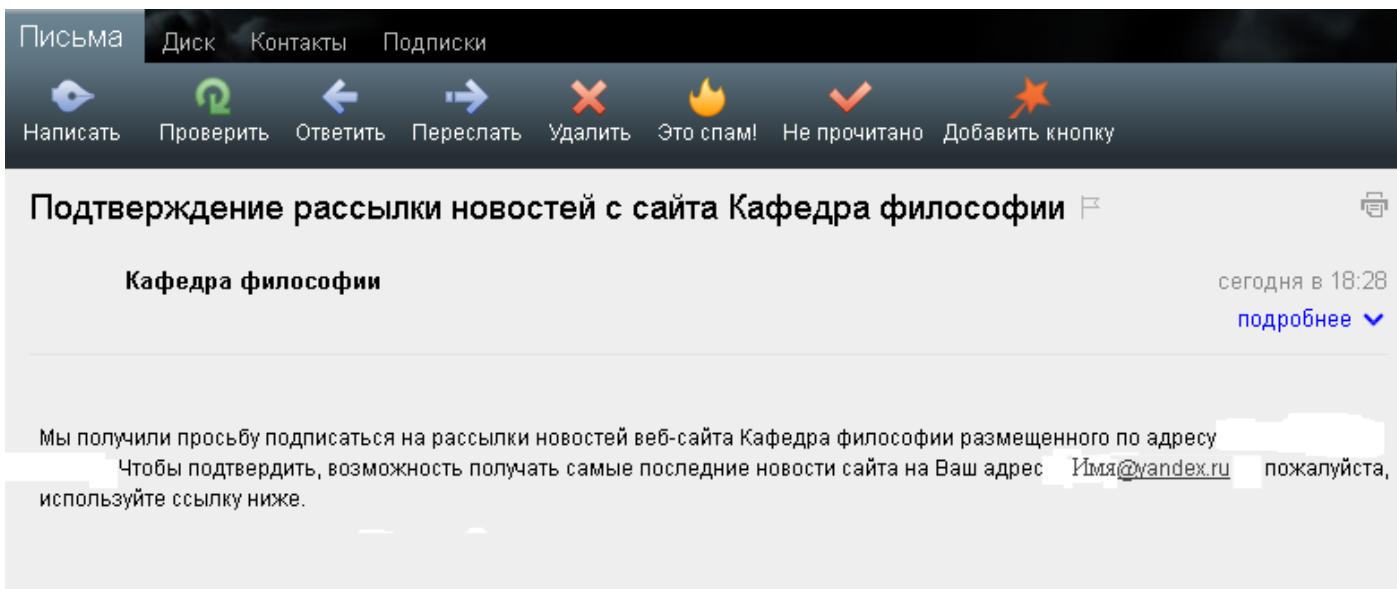 Письма Диск Контакты Подписки
Написать Проверить Ответить Переслать Удалить Это спам! Не прочитано Добавить кнопку
Подтверждение рассылки новостей с сайта Кафедра философии
Кафедра философии сегодня в 18:28
подробнее
Мы получили просьбу подписаться на рассылки новостей веб-сайта Кафедра философии размещенного по адресу
Чтобы подтвердить, возможность получать самые последние новости сайта на Ваш адрес Имя@yandex.ru пожалуйста,
используйте ссылку ниже.